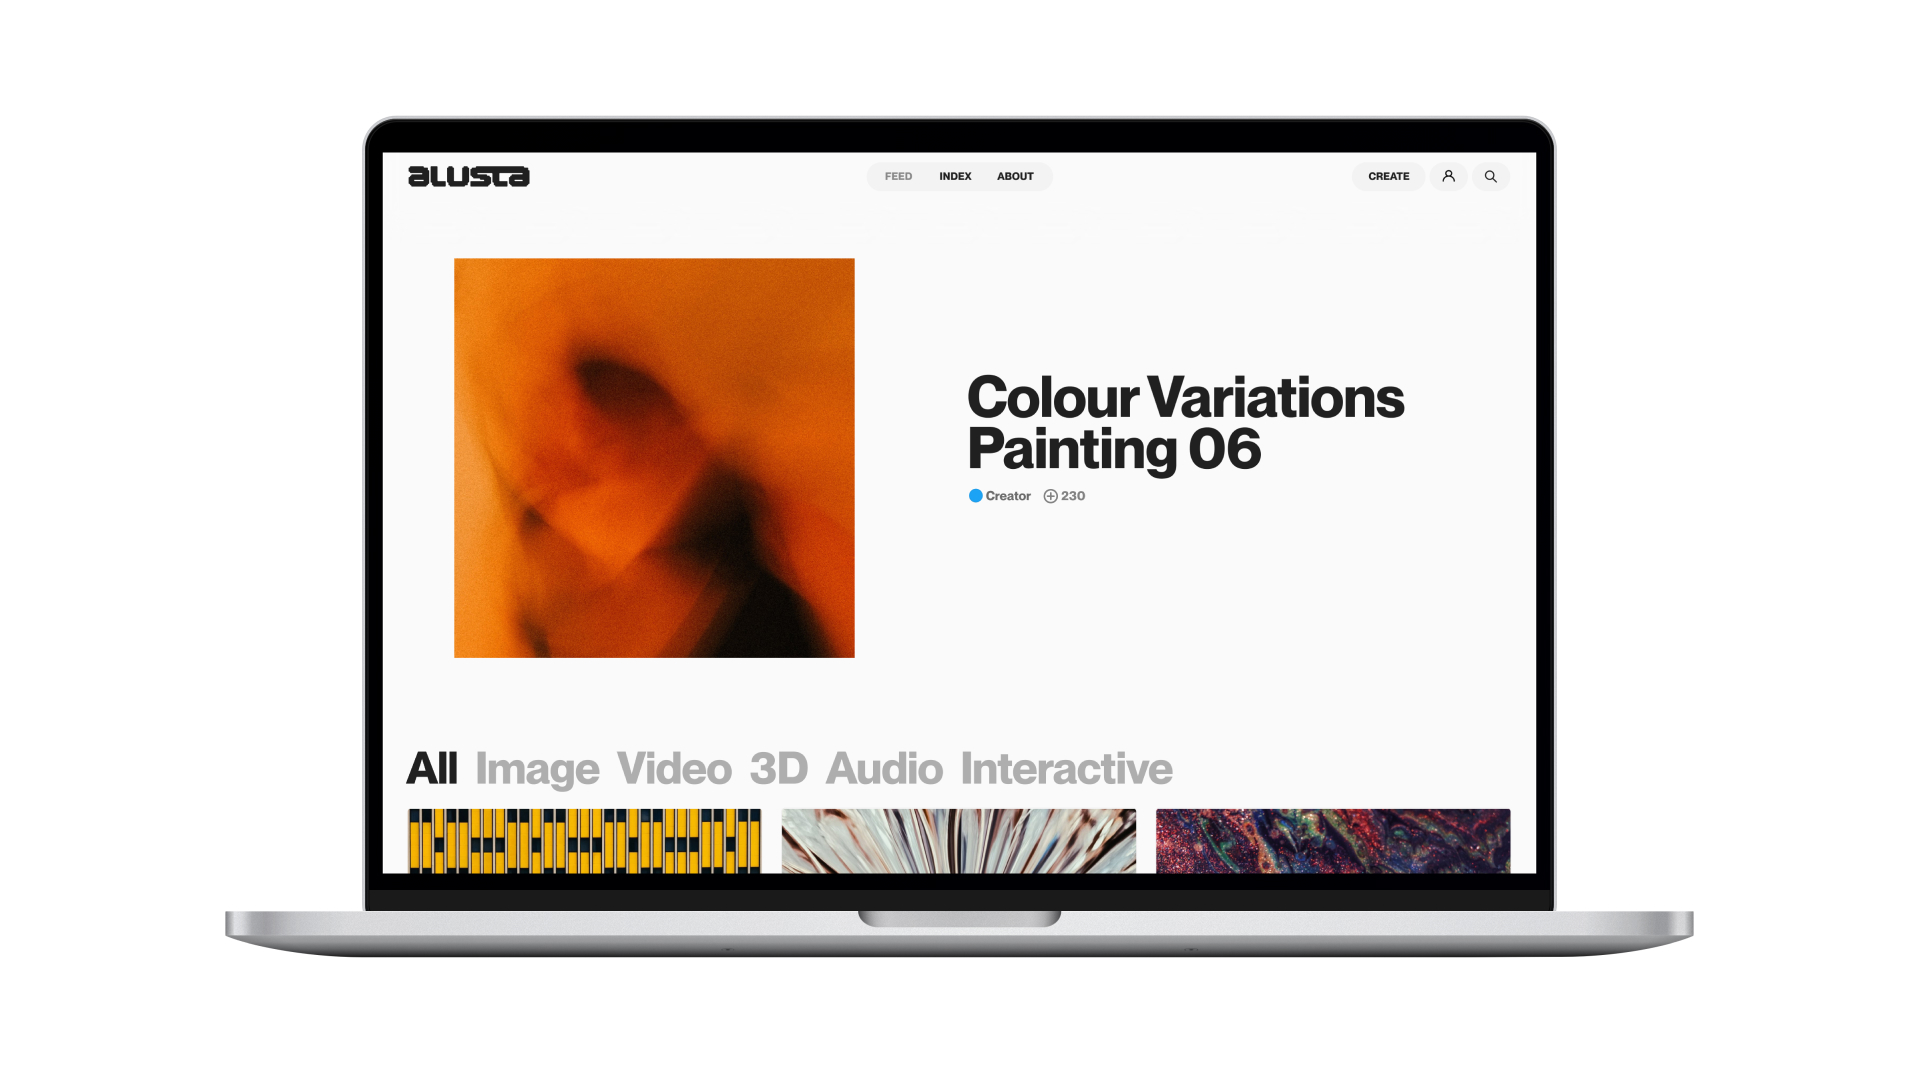 alusta
FEED INDEX ABOUT
CREATE
Colour Variations
Painting 06
Creator 230
All Image Video 3D Audio Interactive